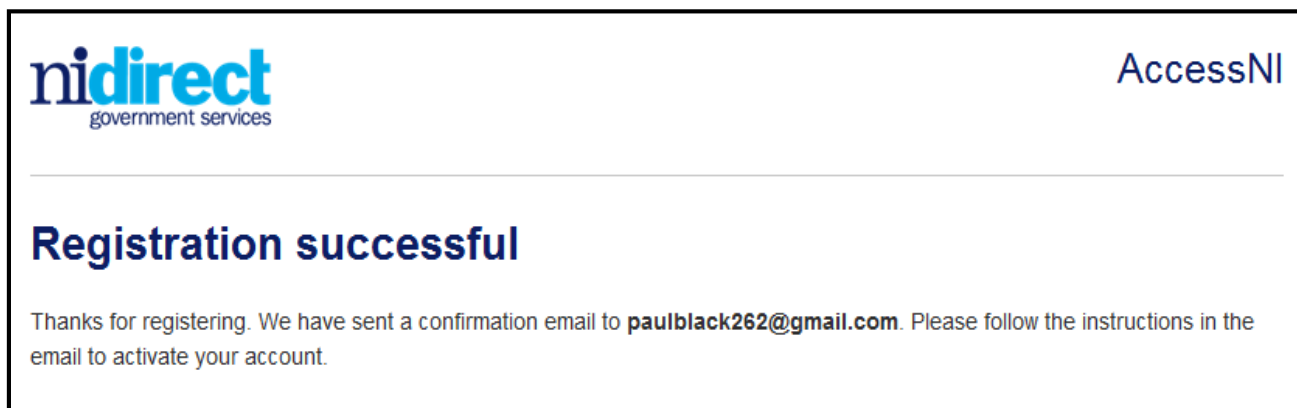 nidirect
government services
AccessNI
Registration successful
Thanks for registering. We have sent a confirmation email to paulblack262@gmail.com. Please follow the instructions in the
email to activate your account.